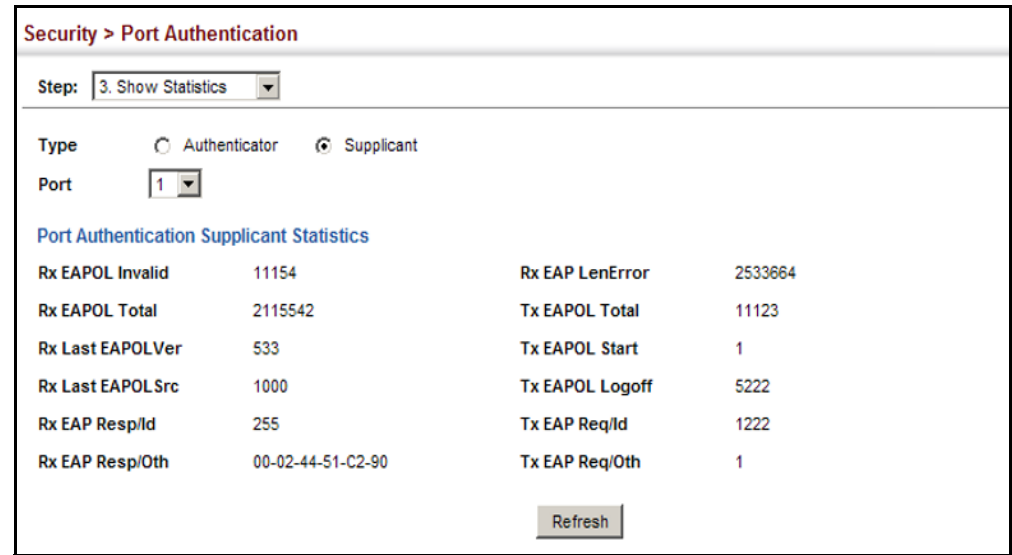 Security > Port Authentication
Step: 3. Show Statistics
Type Authenticator Supplicant
Port 1
Port Authentication Supplicant Statistics
Rx EAPOL Invalid 11154 Rx EAP LenError 2533664
Rx EAPOL Total 2115542 Tx EAPOL Total 11123
Rx Last EAPOLVer 533 Tx EAPOL Start 1
Rx Last EAPOLSrc 1000 Tx EAPOL Logoff 5222
Rx EAP Resp/Id 255 Tx EAP Req/Id 1222
Rx EAP Resp/Oth 00-02-44-51-C2-90 Tx EAP Req/Oth 1
Refresh